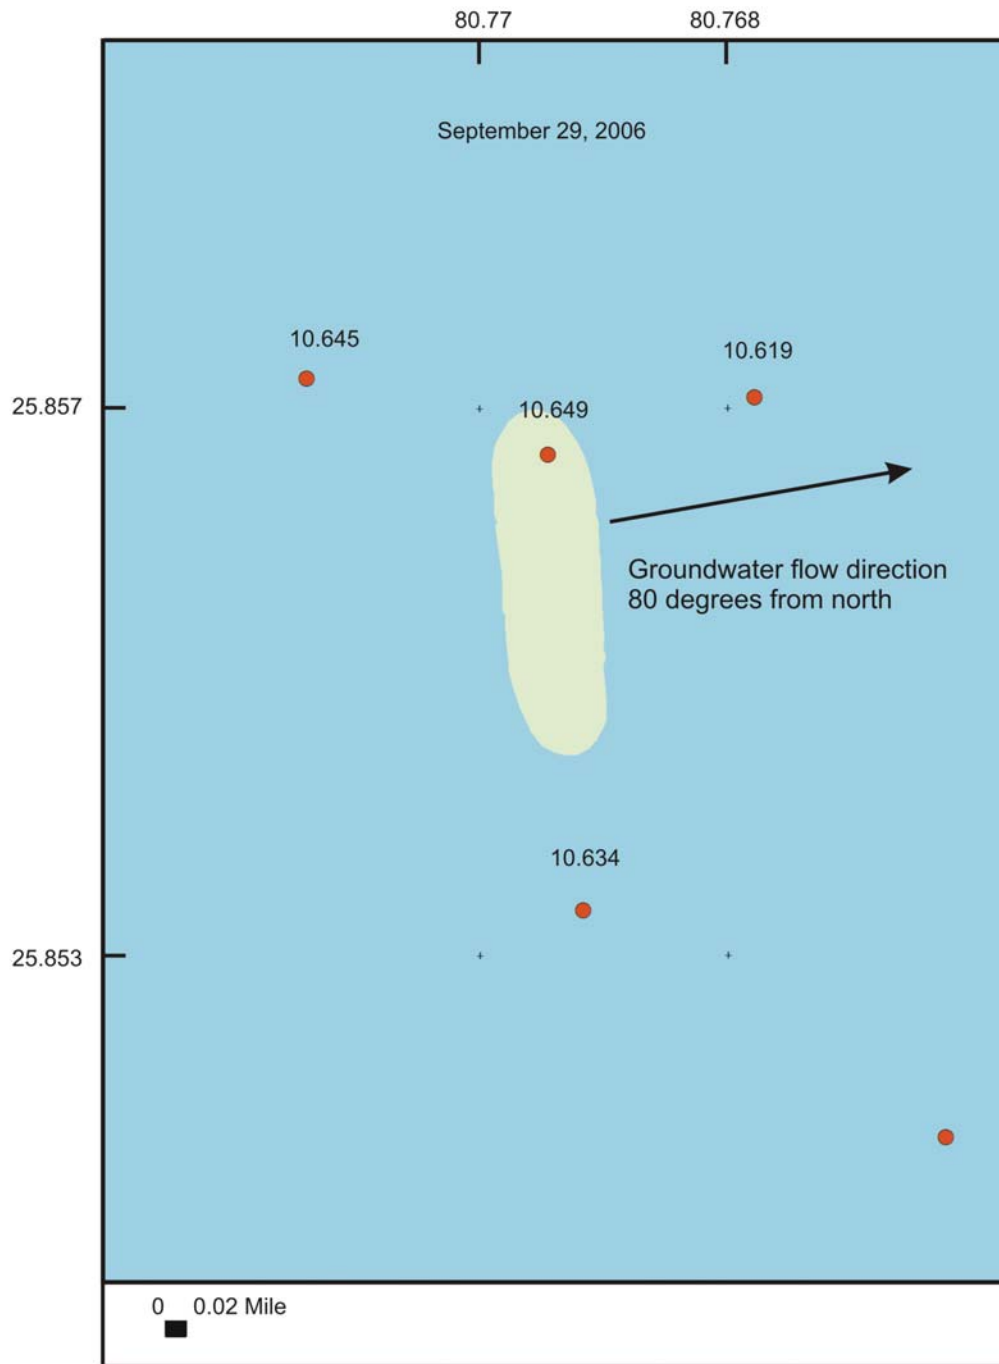 80.77 80.768
September 29, 2006
10.645
10.619
25.857
10.649
Groundwater flow direction
80 degrees from north
10.634
25.853
0 0.02 Mile